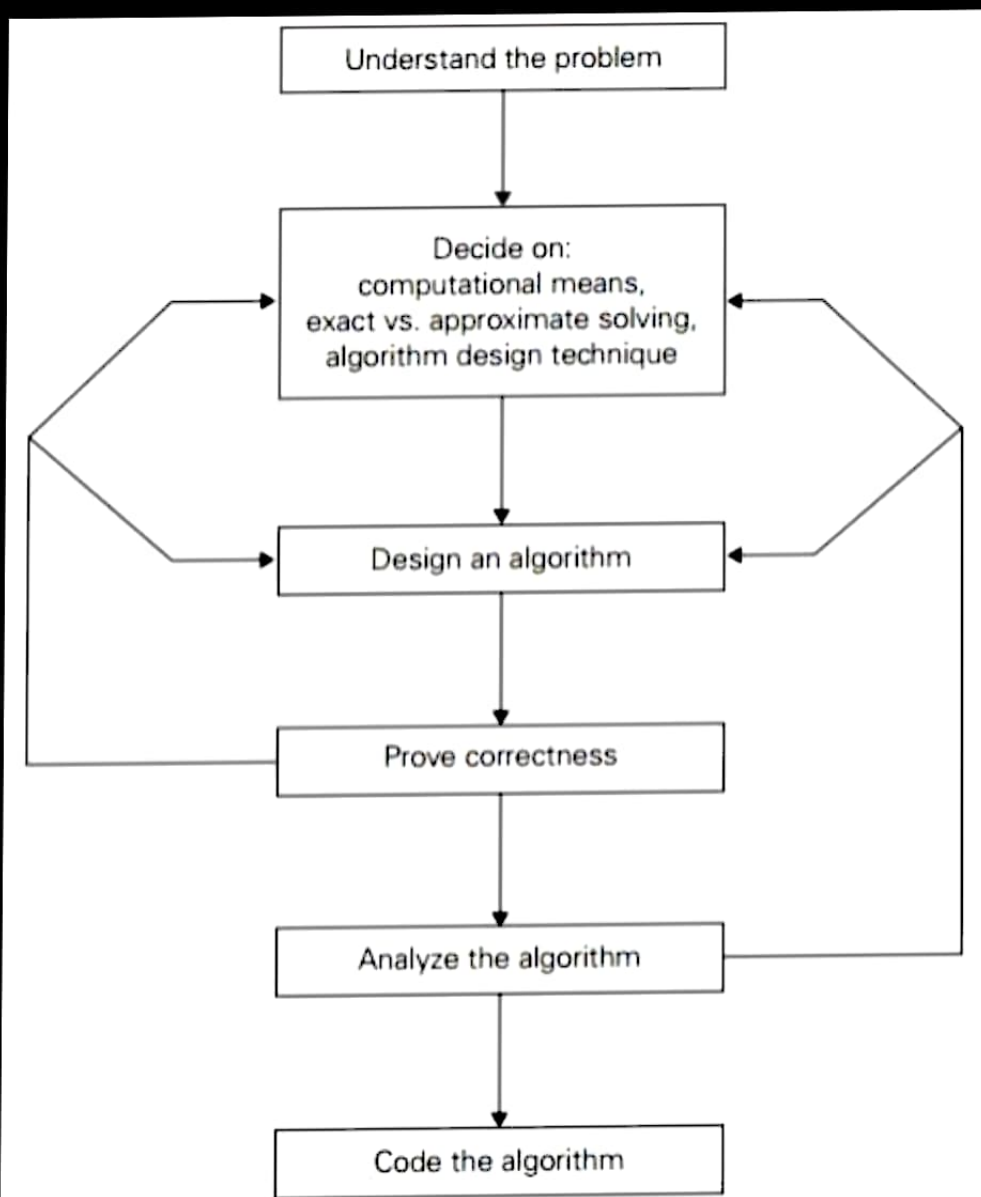 Understand the problem
Decide on:
computational means,
exact vs. approximate solving,
algorithm design technique
Design an algorithm
Prove correctness
Analyze the algorithm
Code the algorithm